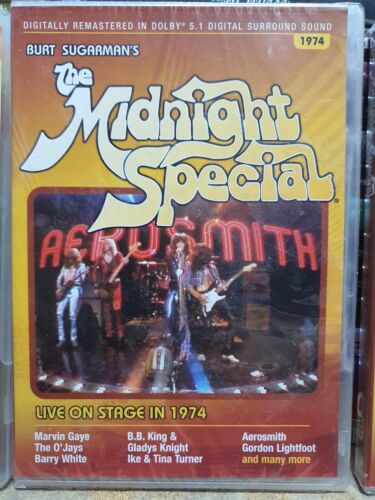 DIGITALLY REMASTERED IN DOLBY® 5.1 DIGITAL SURROUND SOUND
1974
BURT SUGARMAN'S
The
Midnight
Special®
AEROSMITH
LIVE ON STAGE IN 1974
Marvin Gaye
The O'Jays
Barry White
B.B. King &
Gladys Knight
Ike & Tina Turner
Aerosmith
Gordon Lightfoot
and many more